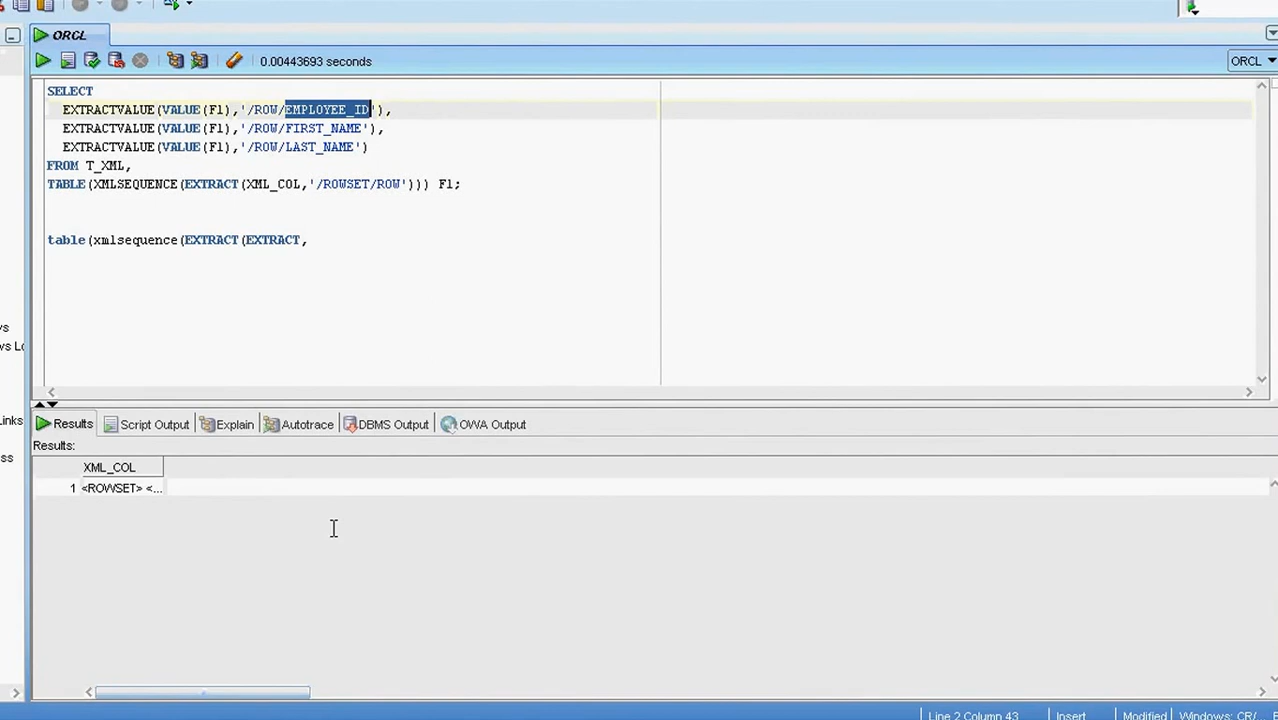 ORCL
0.00443693 seconds
ORCL
SELECT
EXTRACTVALUE(VALUE(F1),'/ROW/EMPLOYEE_ID'),
EXTRACTVALUE(VALUE(F1),'/ROW/FIRST_NAME'),
EXTRACTVALUE(VALUE(F1),'/ROW/LAST_NAME')
FROM T_XML,
TABLE(XMLSEQUENCE(EXTRACT(XML_COL,'/ROWSET/ROW'))) F1;
table(xmlsequence(EXTRACT(EXTRACT,
Results Script Output Explain Autotrace DBMS Output OWA Output
Results:
XML_COL
1 <ROWSET> <...
Line 2 Column 43 Insert Modified Windows: CR/